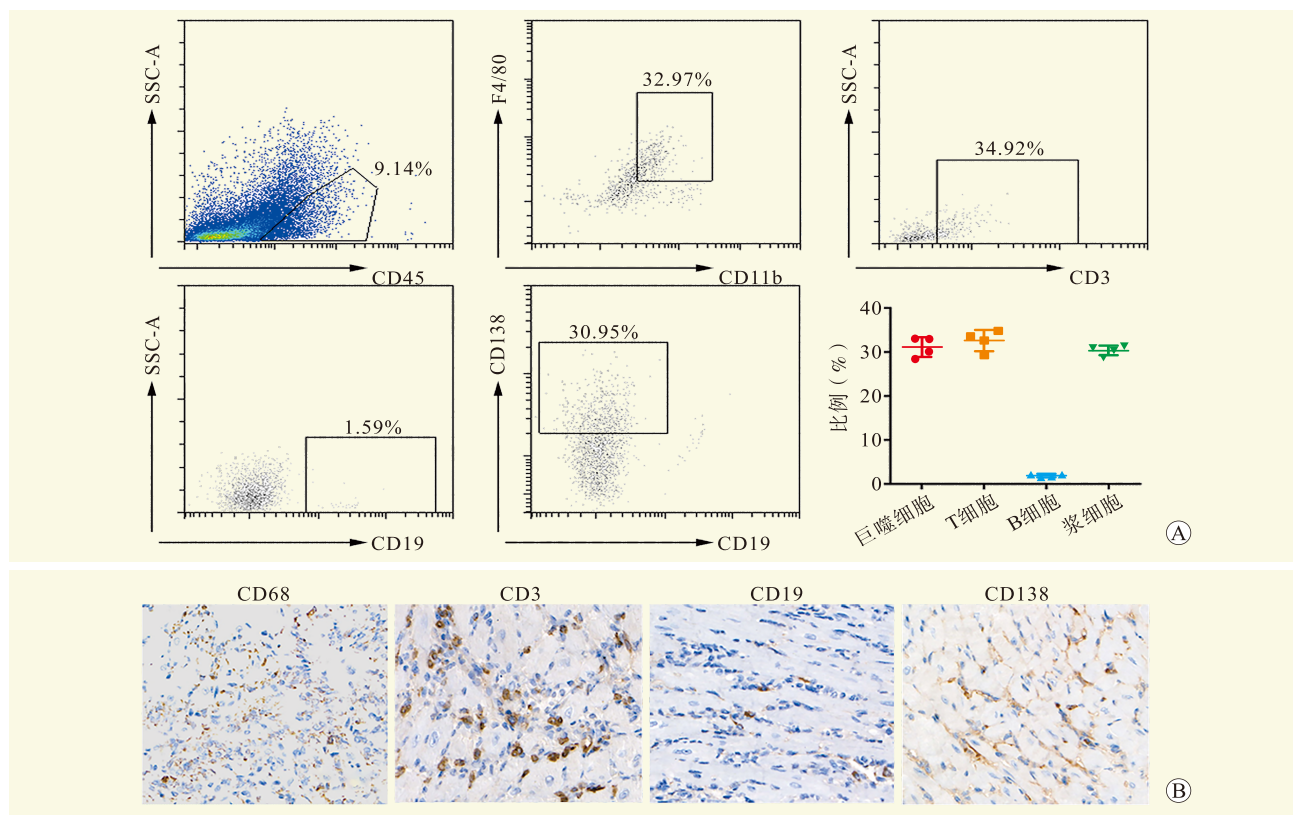 SSC-A
9.14%
CD45
F4/80
32.97%
CD11b
SSC-A
34.92%
CD3
SSC-A
1.59%
CD19
CD138
30.95%
CD19
比例(%)
40
30
20
10
0
巨噬细胞
T细胞
B细胞
浆细胞
A
CD68
CD3
CD19
CD138
B